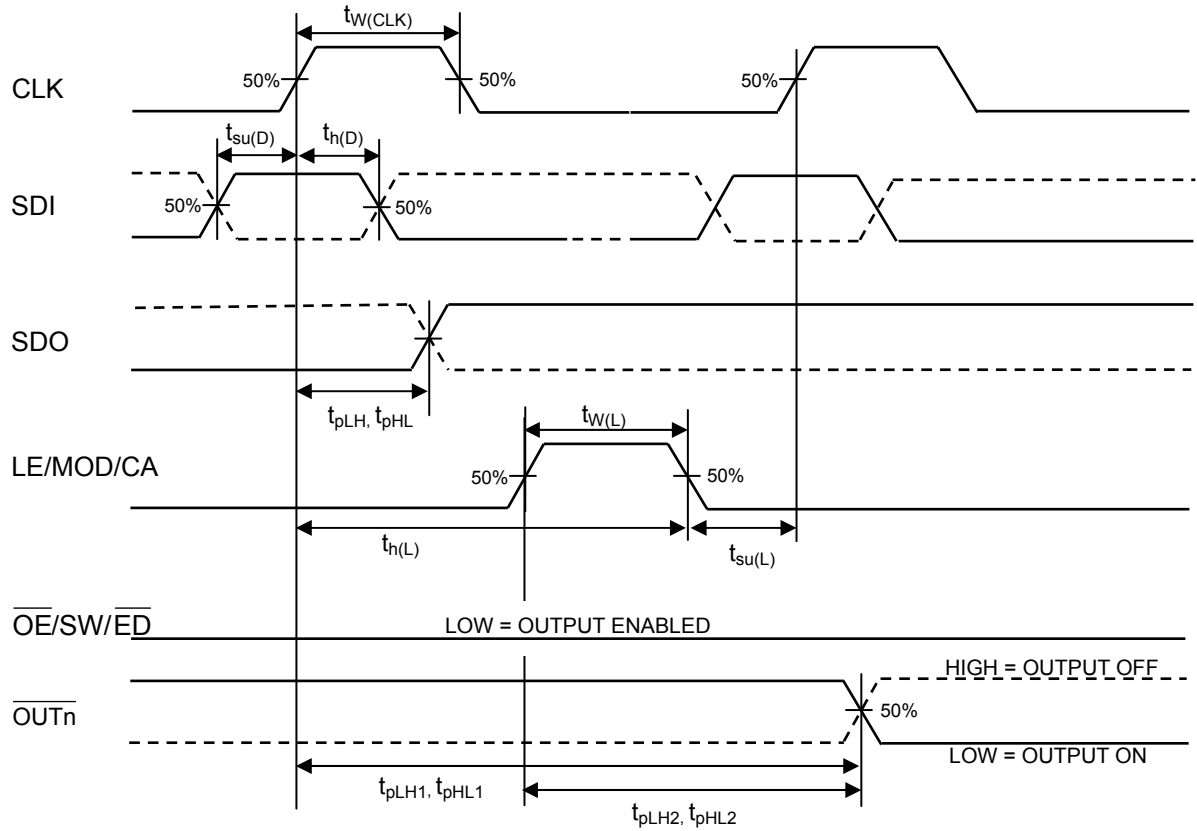 tW(CLK)
CLK
50%
50%
50%
tsu(D)
th(D)
SDI
50%
50%
SDO
tpLH, tpHL
tW(L)
LE/MOD/CA
50%
50%
th(L)
tsu(L)
OE/SW/ED
LOW = OUTPUT ENABLED
HIGH = OUTPUT OFF
OUTn
50%
LOW = OUTPUT ON
tpLH1, tpHL1
tpLH2, tpHL2